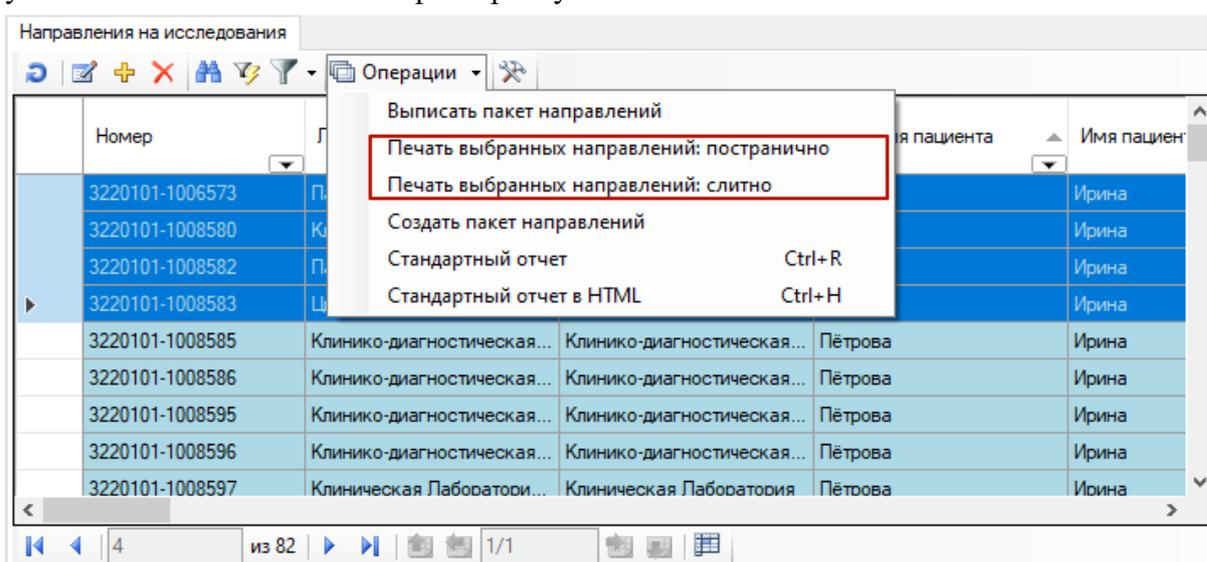 Направления на исследования
Операции
Выписать пакет направлений
Номер
я пациента
Имя пациен
Печать выбранных направлений: постранично
Печать выбранных направлений: слитно
3220101-1006573
Ирина
3220101-1008580
Создать пакет направлений
Ирина
3220101-1008582
Стандартный отчет Ctrl+R
Ирина
3220101-1008583
Стандартный отчет в HTML Ctrl+H
Ирина
3220101-1008585 Клинико-диагностическая... Клинико-диагностическая... Пётрова Ирина
3220101-1008586 Клинико-диагностическая... Клинико-диагностическая... Пётрова Ирина
3220101-1008595 Клинико-диагностическая... Клинико-диагностическая... Пётрова Ирина
3220101-1008596 Клинико-диагностическая... Клинико-диагностическая... Пётрова Ирина
3220101-1008597 Клиническая Лаборатори... Клиническая Лаборатория Пётрова Ирина
4 из 82 1/1